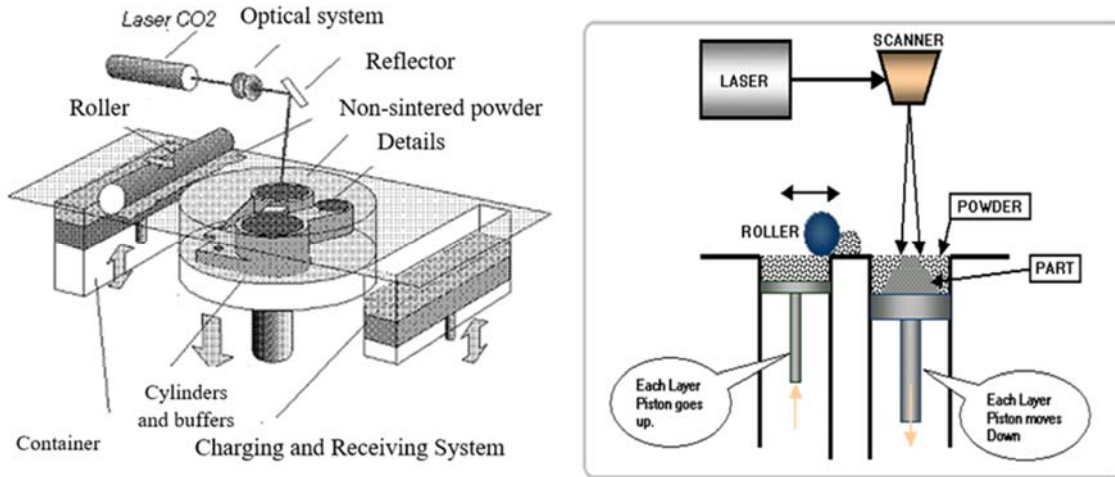 Laser CO2
Optical system
Reflector
Roller
Non-sintered powder
Details
Cylinders
and buffers
Container
Charging and Receiving System
SCANNER
LASER
POWDER
ROLLER
PART
Each Layer
Piston goes
up.
Each Layer
Piston moves
Down